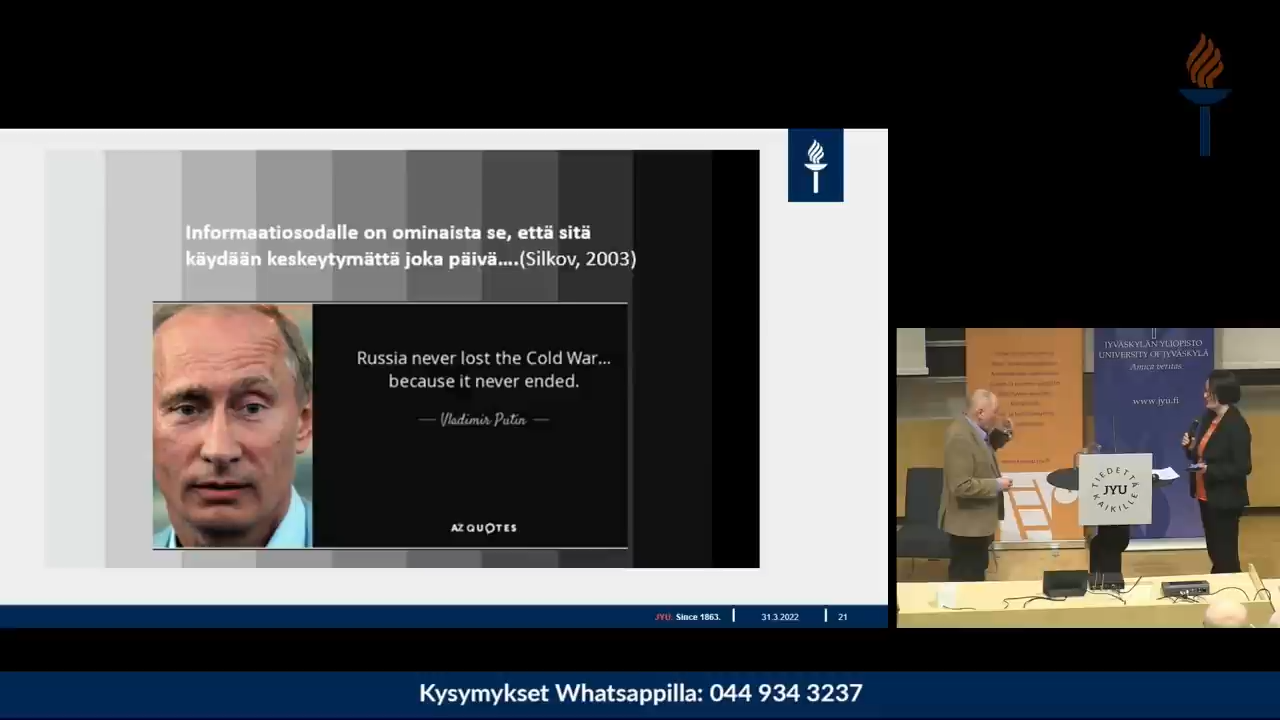 Informaatiosodalle on ominaista se, että sitä
käydään keskeytymättä joka päivä....(Silkov, 2003)
Russia never lost the Cold War...
because it never ended.
— Vladimir Putin —
AZ QUOTES
JYU. Since 1863.
31.3.2022
21
JYVÄSKYLÄN YLIOPISTO
UNIVERSITY OF JYVÄSKYLÄ
Amica veritas.
www.jyu.fi
TIEDETTÄ
JYU
KAIKILLE
Kysymykset Whatsappilla: 044 934 3237